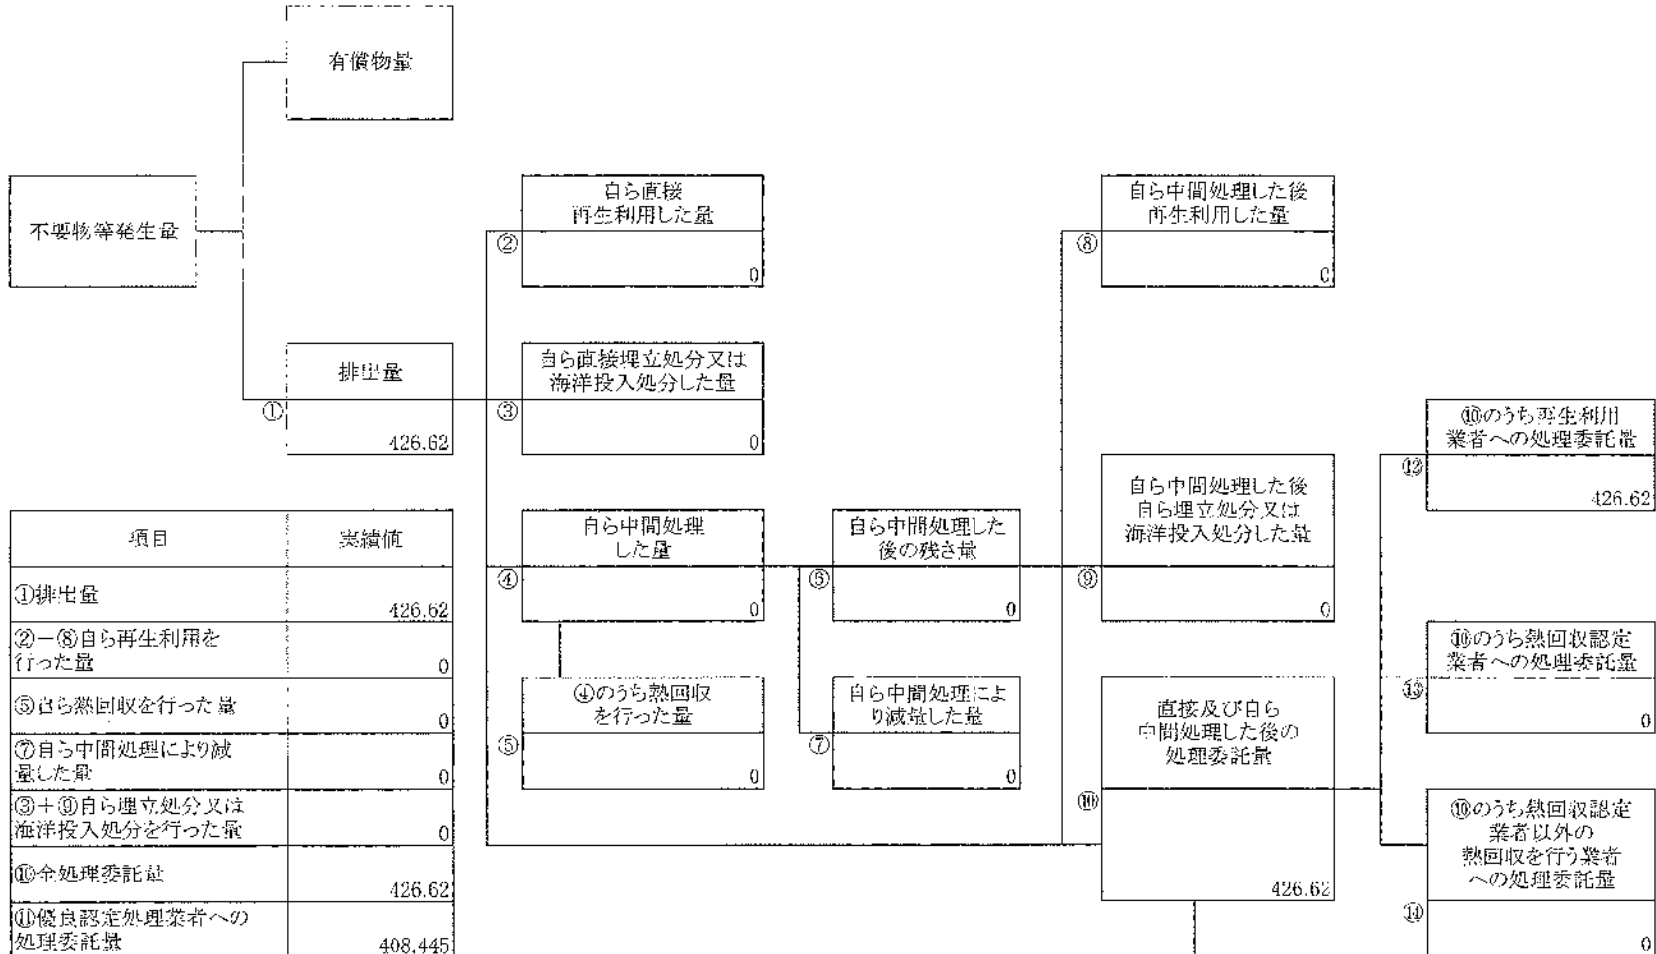 有償物量
不要物等発生量
自ら直接
再生利用した量
②
0
自ら中間処理した後
再生利用した量
⑧
0
排出量
①
426.62
自ら直接埋立処分又は
海洋投入処分した量
③
0
⑩のうち再生利用
業者への処理委託量
⑫
426.62
自ら中間処理
した量
④
0
自ら中間処理した
後の残さ量
⑥
0
自ら中間処理した後
自ら埋立処分又は
海洋投入処分した量
⑨
0
⑩のうち熱回収認定
業者への処理委託量
⑬
0
④のうち熱回収
を行った量
⑤
0
自ら中間処理によ
り減量した量
⑦
0
直接及び自ら
中間処理した後の
処理委託量
⑩
426.62
⑩のうち熱回収認定
業者以外の
熱回収を行う業者
への処理委託量
⑭
0
項目
実績値
①排出量
426.62
②+⑧自ら再生利用を
行った量
0
⑤自ら熱回収を行った量
0
⑦自ら中間処理により減
量した量
0
③+⑨自ら埋立処分又は
海洋投入処分を行った量
0
⑩全処理委託量
426.62
⑪優良認定処理業者への
処理委託量
408.445